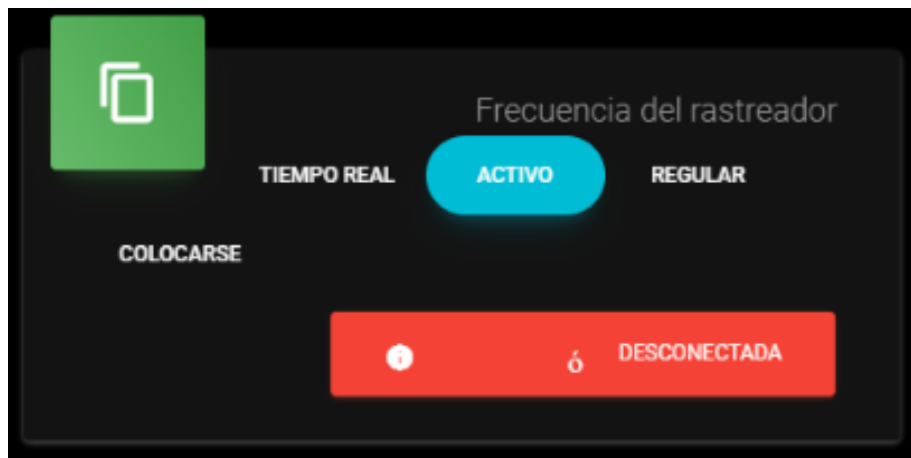 Frecuencia del rastreador
TIEMPO REAL ACTIVO REGULAR
COLOCARSE
ó DESCONECTADA